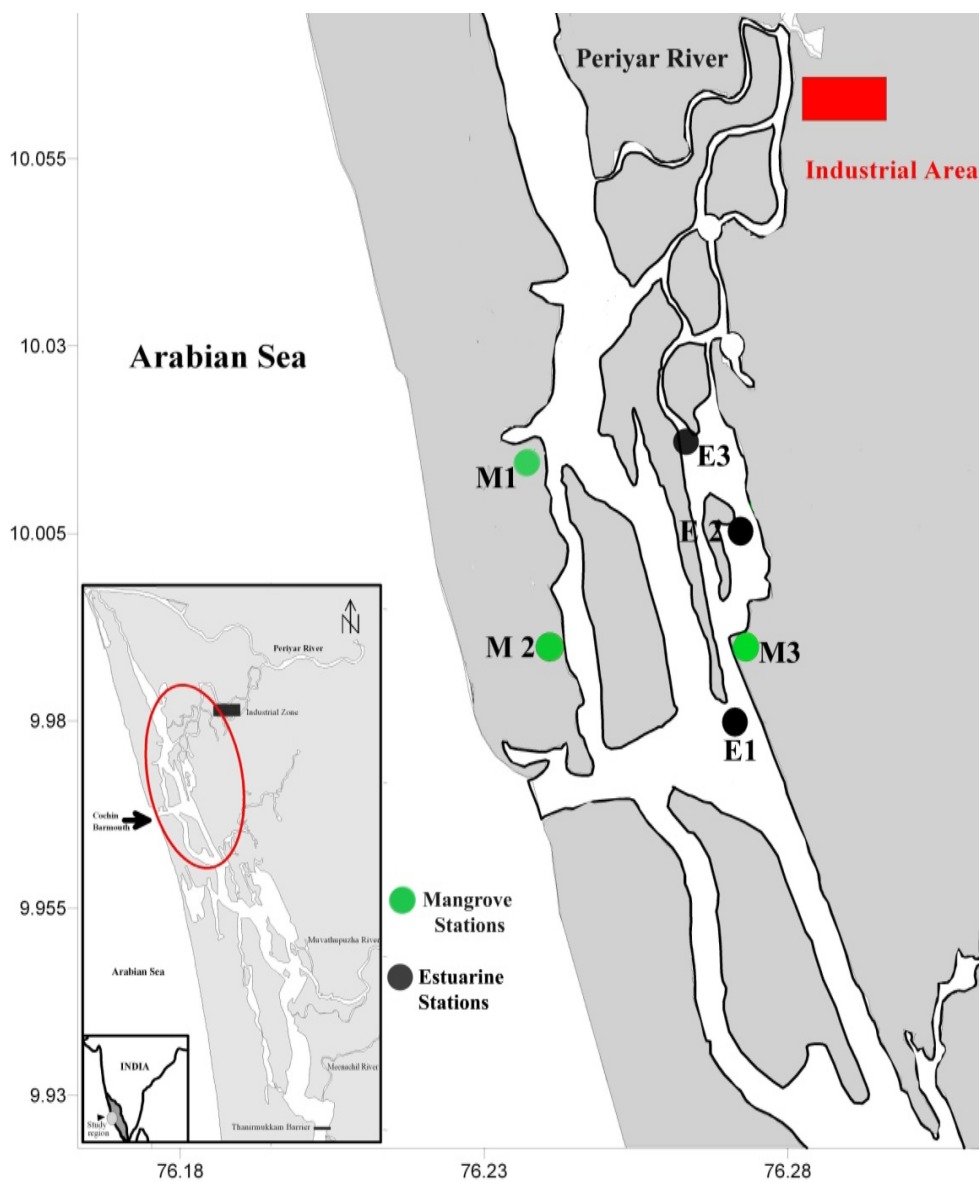 Periyar River
10.055
Industrial Area
Arabian Sea
10.03
E3
M1
10.005
E 2
M 2
M3
N
Periyar River
9.98
Industrial Zone
E1
Cochin
Barmouth
9.955
Mangrove
Stations
Muvathupuzha River
Arabian Sea
Estuarine
Stations
INDIA
Meenachil River
9.93
Study
region
Thanirmukkam Barrier
76.18
76.23
76.28